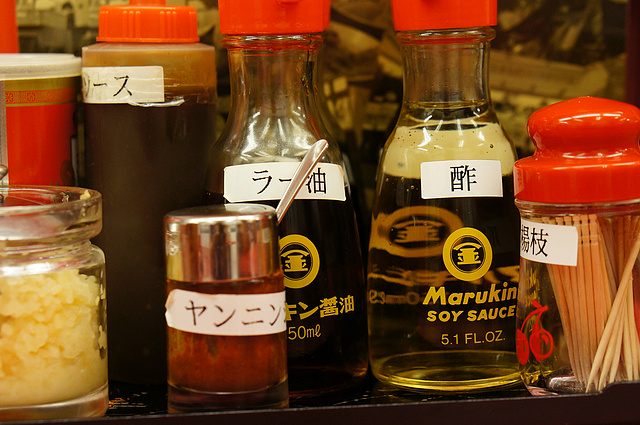 ース
ラー油
酢
楊枝
ヤンニン
キン醤油
50ml
Marukin
SOY SAUCE
5.1 FL.OZ.